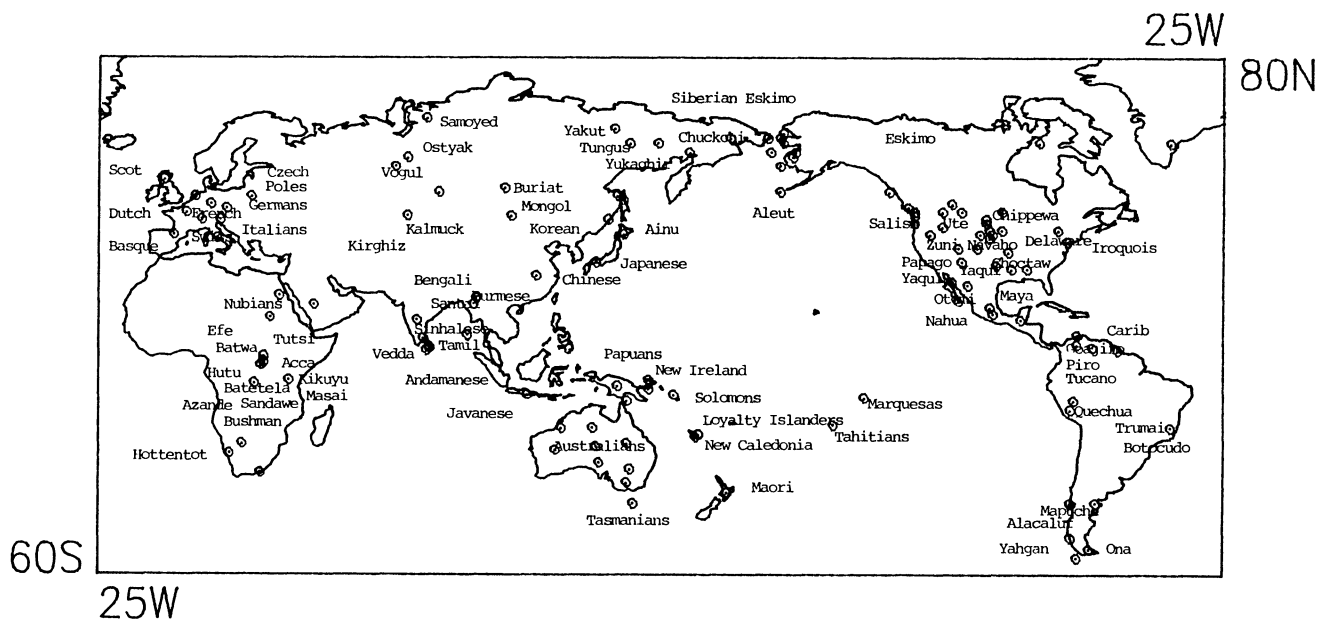 25W
80N
Siberian Eskimo
Samoyed
Yakut
Chuckchi
Eskimo
Tungus
Ostyak
Yukaghir
Scot
Vogul
Czech
Poles
Buriat
Germans
Mongol
Dutch
French
Aleut
Chippewa
Salish
Ute
Italians
Kalmuck
Korean
Ainu
Basque
Kirghiz
Zuni
Navaho
Delaware
Iroquois
Japanese
Papago
Choctaw
Bengali
Chinese
Yaqui
Yaqui
Nubians
Santal
Burmese
Otomi
Maya
Efe
Tutsi
Sinhalese
Nahua
Carib
Batwa
Vedda
Tamil
Papuans
Hutu
Acca
New Ireland
Piro
Batetela
Kikuyu
Andamanese
Tucano
Azande
Sandawe
Masai
Solomons
Marquesas
Javanese
Quechua
Bushman
Loyalty Islanders
Trumai
Hottentot
Australians
New Caledonia
Tahitians
Botocudo
Maori
Tasmanians
Mapuche
Alacaluf
Yahgan
Ona
60S
25W